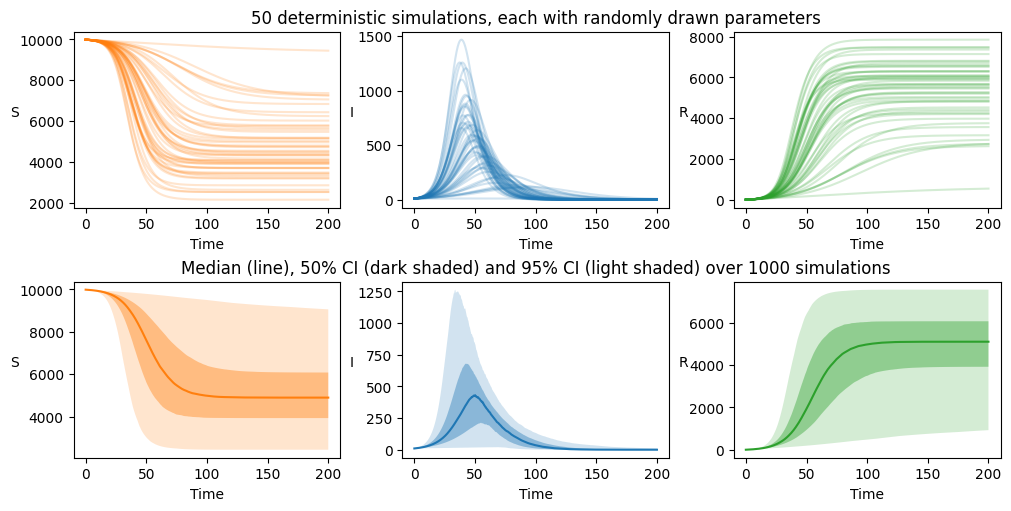 50 deterministic simulations, each with randomly drawn parameters
10000
8000
6000
4000
2000
S
0 50 100 150 200
Time
1500
1000
500
0
I
0 50 100 150 200
Time
8000
6000
4000
2000
0
R
0 50 100 150 200
Time
Median (line), 50% CI (dark shaded) and 95% CI (light shaded) over 1000 simulations
10000
8000
6000
4000
S
0 50 100 150 200
Time
1250
1000
750
500
250
0
I
0 50 100 150 200
Time
6000
4000
2000
0
R
0 50 100 150 200
Time